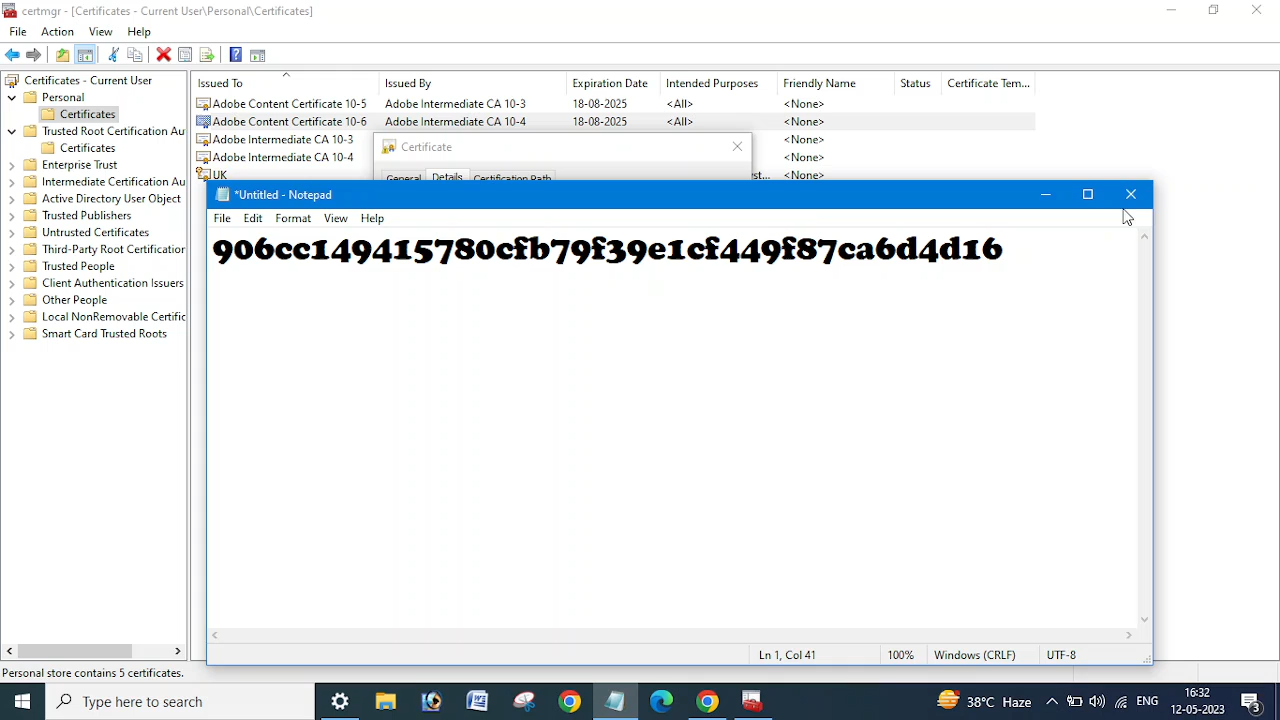 certmgr - [Certificates - Current User\Personal\Certificates]
File Action View Help
Certificates - Current User
Personal
Certificates
Trusted Root Certification Au
Certificates
Enterprise Trust
Intermediate Certification Au
Active Directory User Object
Trusted Publishers
Untrusted Certificates
Third-Party Root Certification
Trusted People
Client Authentication Issuers
Other People
Local NonRemovable Certific
Smart Card Trusted Roots
Issued To Issued By Expiration Date Intended Purposes Friendly Name Status Certificate Tem...
Adobe Content Certificate 10-5 Adobe Intermediate CA 10-3 18-08-2025 <All> <None>
Adobe Content Certificate 10-6 Adobe Intermediate CA 10-4 18-08-2025 <All> <None>
Adobe Intermediate CA 10-3 <None>
Adobe Intermediate CA 10-4 <None>
UK yst... <None>
Certificate
General Details Certification Path
*Untitled - Notepad
File Edit Format View Help
906cc149415780cfb79f39e1cf449f87ca6d4d16
Ln 1, Col 41 100% Windows (CRLF) UTF-8
Personal store contains 5 certificates.
Type here to search
38°C Haze
ENG
16:32
12-05-2023
3